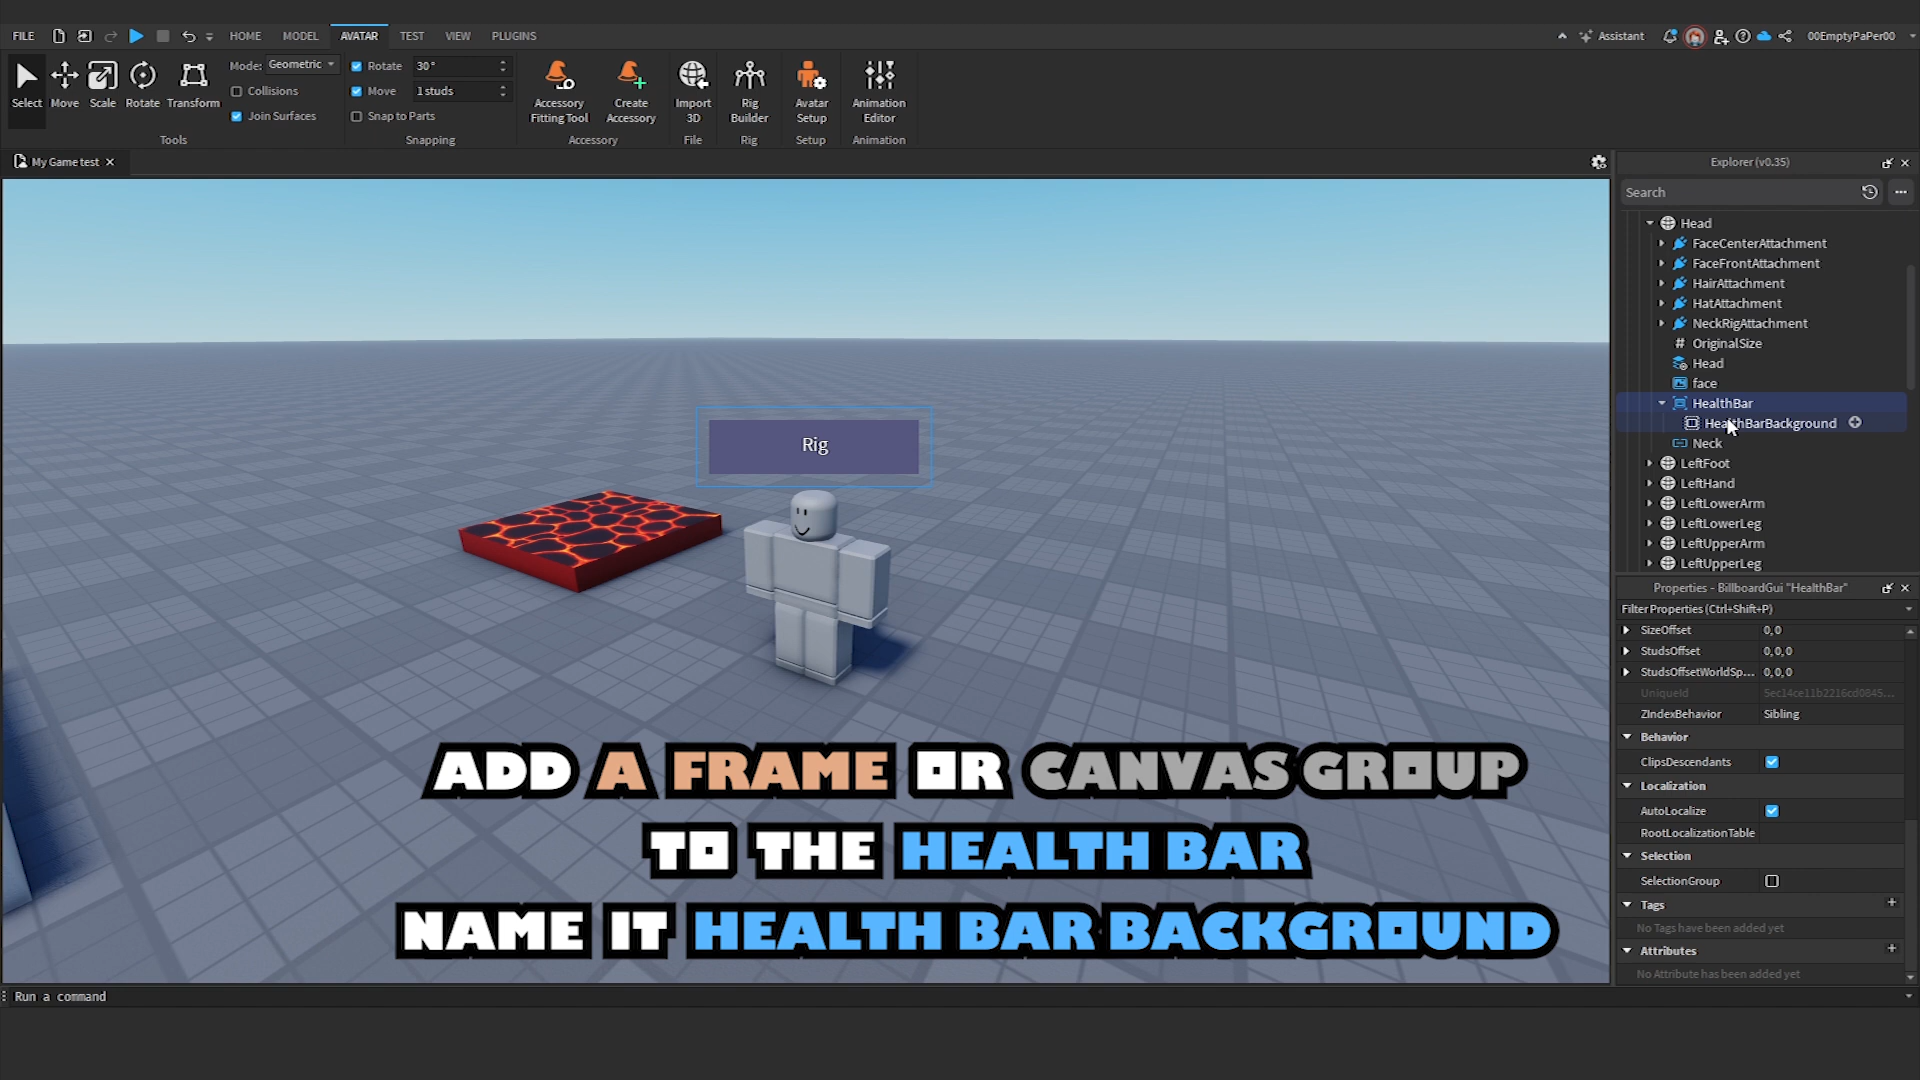 FILE HOME MODEL AVATAR TEST VIEW PLUGINS Assistant 00EmptyPaPer00
Select Move Scale Rotate Transform
Mode: Geometric
Collisions
Join Surfaces
Tools
Rotate 30°
Move 1 studs
Snap to Parts
Snapping
Accessory Fitting Tool
Create Accessory
Accessory
Import 3D
File
Rig Builder
Rig
Avatar Setup
Setup
Animation Editor
Animation
My Game test
Rig
ADD A FRAME OR CANVAS GROUP
TO THE HEALTH BAR
NAME IT HEALTH BAR BACKGROUND
Run a command
Explorer (v0.35)
Search
Head
FaceCenterAttachment
FaceFrontAttachment
HairAttachment
HatAttachment
NeckRigAttachment
OriginalSize
Head
face
HealthBar
HealthBarBackground
Neck
LeftFoot
LeftHand
LeftLowerArm
LeftLowerLeg
LeftUpperArm
LeftUpperLeg
Properties - BillboardGui "HealthBar"
Filter Properties (Ctrl+Shift+P)
SizeOffset 0,0
StudsOffset 0,0,0
StudsOffsetWorldSp... 0,0,0
UniqueId 5ec14ce11b2216cd0845...
ZIndexBehavior Sibling
Behavior
ClipsDescendants
Localization
AutoLocalize
RootLocalizationTable
Selection
SelectionGroup
Tags
No Tags have been added yet
Attributes
No Attribute has been added yet